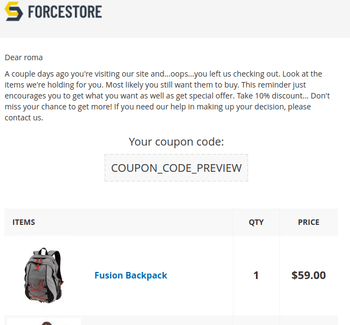 FORCESTORE
Dear roma
A couple days ago you're visiting our site and...oops...you left us checking out. Look at the
items we're holding for you. Most likely you still want them to buy. This reminder just
encourages you to get what you want as well as get special offer. Take 10% discount... Don't
miss your chance to get more! If you need our help in making up your decision, please
contact us.
Your coupon code:
COUPON_CODE_PREVIEW
ITEMS QTY PRICE
Fusion Backpack 1 $59.00